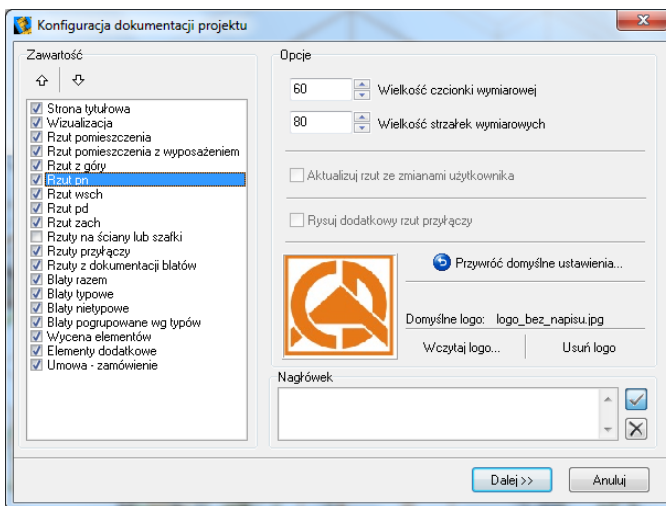 Konfiguracja dokumentacji projektu
Zawartość
Strona tytułowa
Wizualizacja
Rzut pomieszczenia
Rzut pomieszczenia z wyposażeniem
Rzut z góry
Rzut pn
Rzut wsch
Rzut pd
Rzut zach
Rzuty na ściany lub szafki
Rzuty przyłączy
Rzuty z dokumentacji blatów
Blaty razem
Blaty typowe
Blaty nietypowe
Blaty pogrupowane wg typów
Wycena elementów
Elementy dodatkowe
Umowa - zamówienie
Opcje
60 Wielkość czcionki wymiarowej
80 Wielkość strzałek wymiarowych
Aktualizuj rzut ze zmianami użytkownika
Rysuj dodatkowy rzut przyłączy
Przywróć domyślne ustawienia...
Domyślne logo: logo_bez_napisu.jpg
Wczytaj logo... Usuń logo
Nagłówek
Dalej >> Anuluj